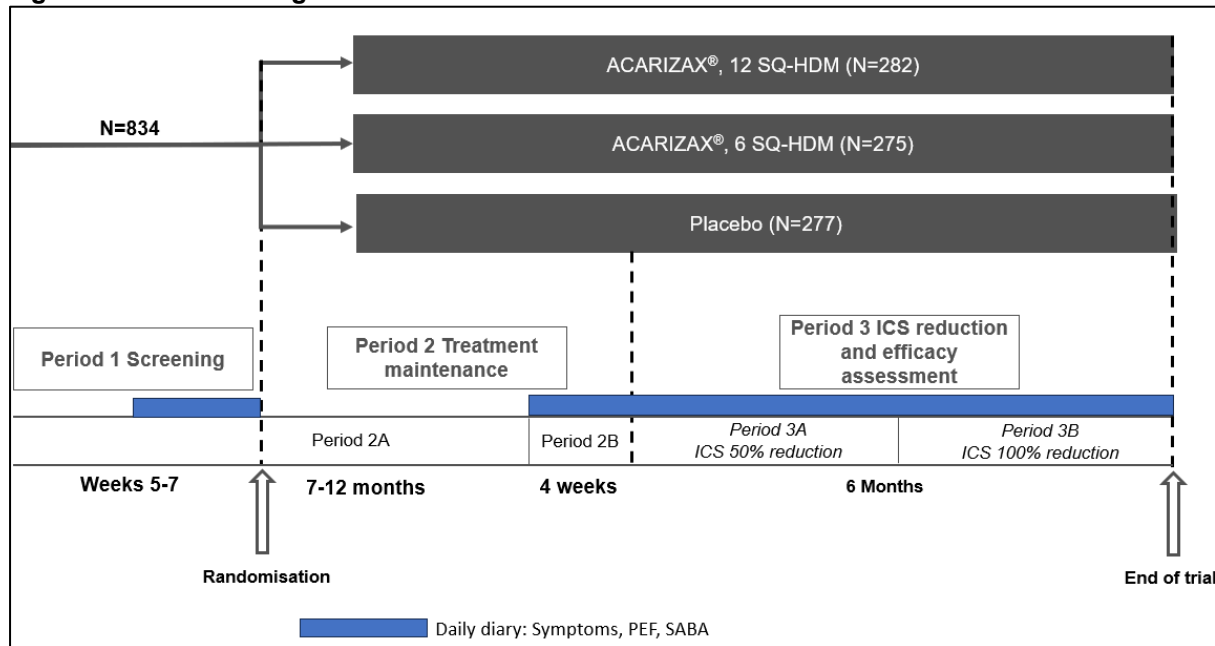 ACARIZAX®, 12 SQ-HDM (N=282)
N=834
ACARIZAX®, 6 SQ-HDM (N=275)
Placebo (N=277)
Period 1 Screening
Period 2 Treatment
maintenance
Period 3 ICS reduction
and efficacy
assessment
Period 2A
Period 2B
Period 3A
ICS 50% reduction
Period 3B
ICS 100% reduction
Weeks 5-7
7-12 months
4 weeks
6 Months
Randomisation
End of trial
Daily diary: Symptoms, PEF, SABA